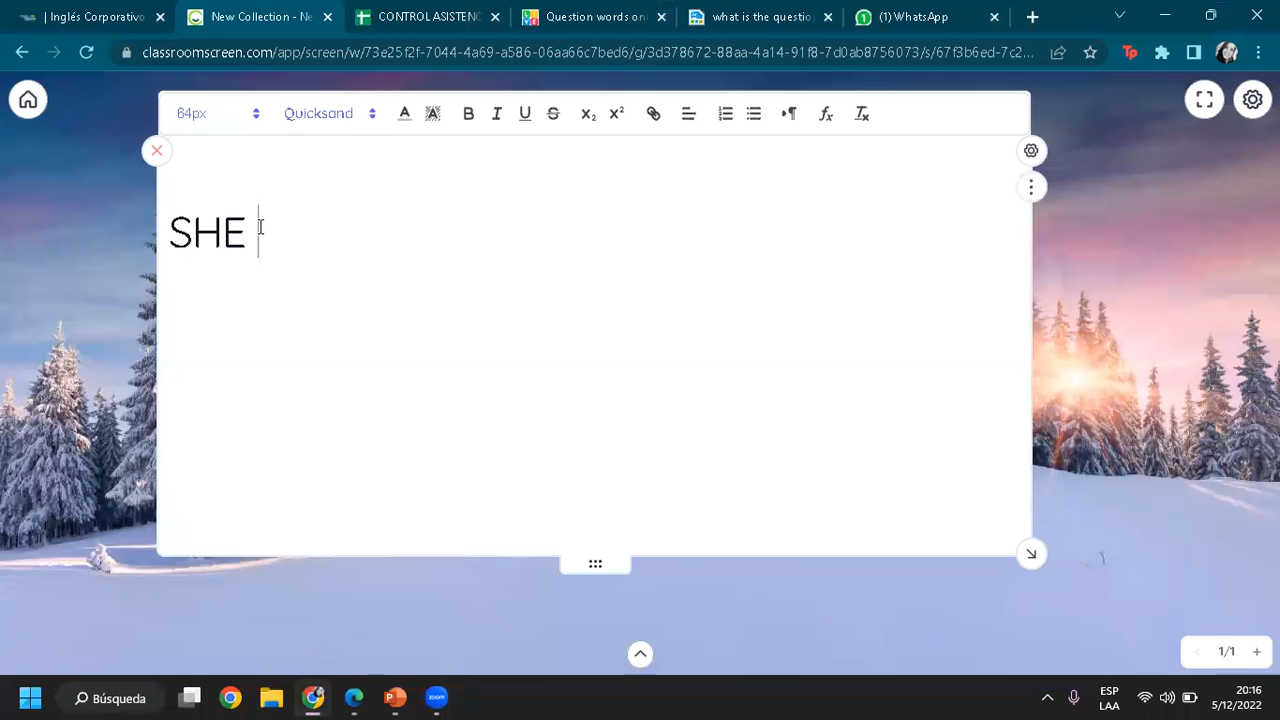 | Inglés Corporativo
New Collection - Ne
CONTROL ASISTENC
Question words on
what is the questio
(1) WhatsApp
classroomscreen.com/app/screen/w/73e25f2f-7044-4a69-a586-06aa66c7bed6/g/3d378672-88aa-4a14-91f8-7d0ab8756073/s/67f3b6ed-7c2...
64px
Quicksand
SHE
1/1
Búsqueda
zoom
ESP
LAA
20:16
5/12/2022